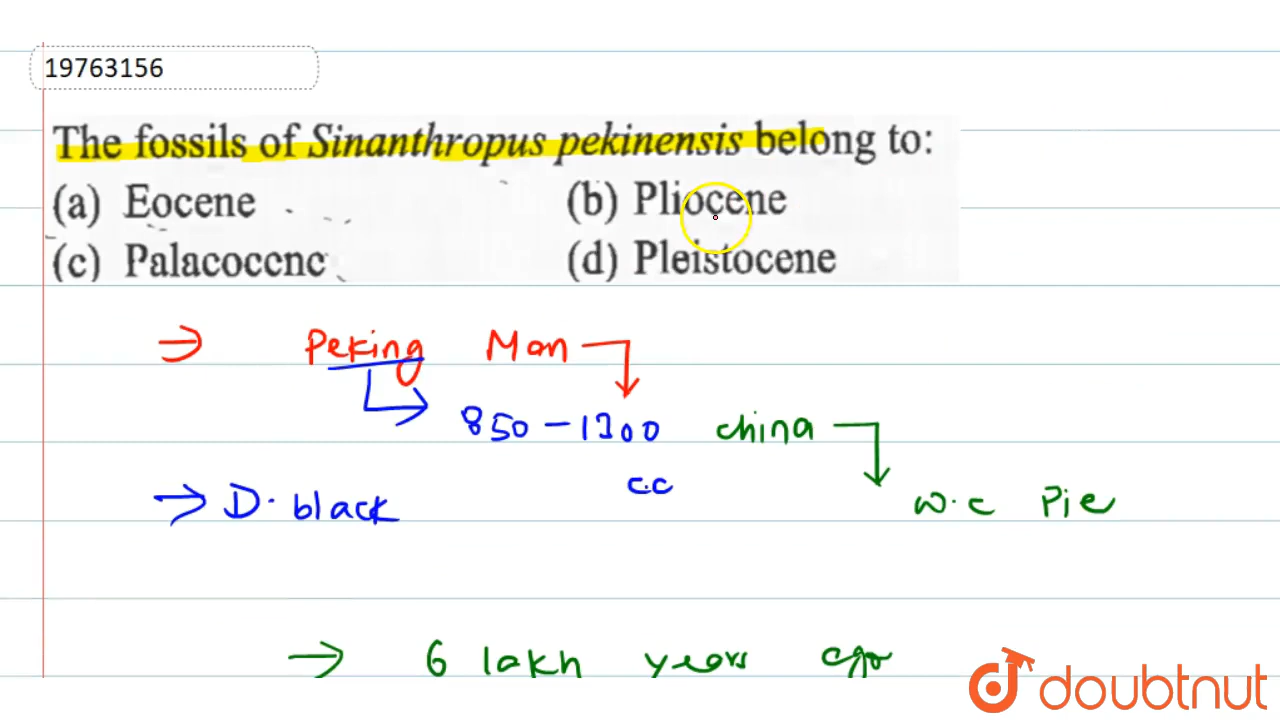 19763156
The fossils of Sinanthropus pekinensis belong to:
(a) Eocene (b) Pliocene
(c) Palacocene (d) Pleistocene
⇒ Peking Man
850 - 1300 china
c.c
→ D. black w.c Pie
→ 6 lakh years ago
doubtnut